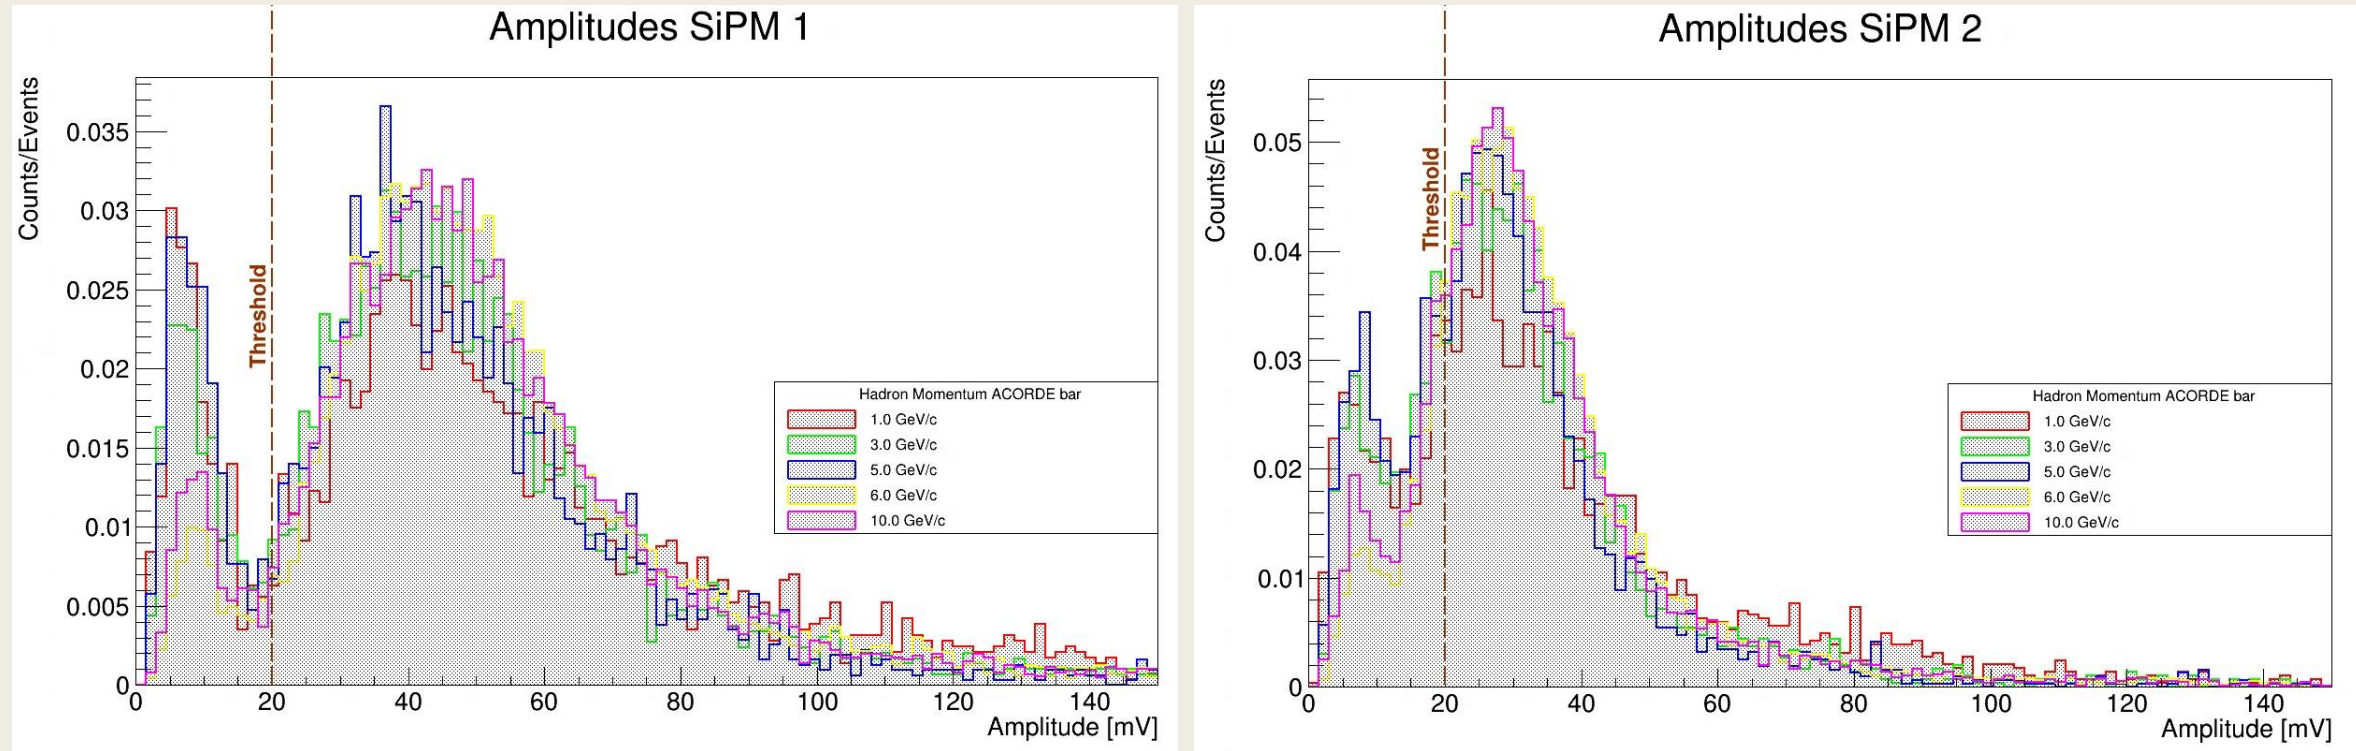 Amplitudes SiPM 1
Counts/Events
0.035
0.03
0.025
0.02
0.015
0.01
0.005
0
Threshold
Hadron Momentum ACORDE bar
1.0 GeV/c
3.0 GeV/c
5.0 GeV/c
6.0 GeV/c
10.0 GeV/c
0 20 40 60 80 100 120 140
Amplitude [mV]
Amplitudes SiPM 2
Counts/Events
0.05
0.04
0.03
0.02
0.01
0
Threshold
Hadron Momentum ACORDE bar
1.0 GeV/c
3.0 GeV/c
5.0 GeV/c
6.0 GeV/c
10.0 GeV/c
0 20 40 60 80 100 120 140
Amplitude [mV]